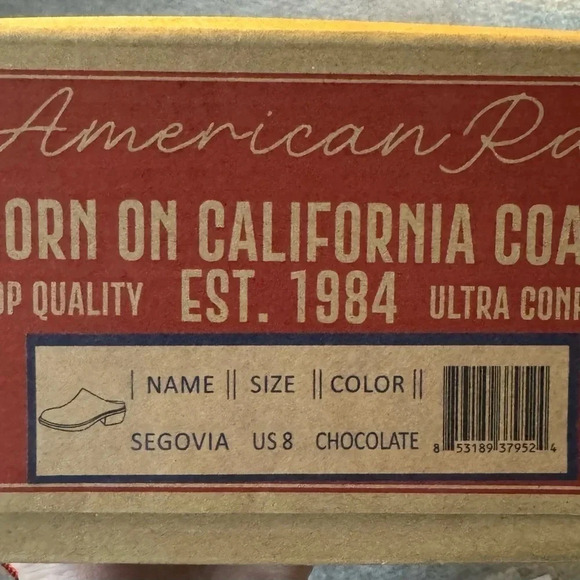 American Ra
ORN ON CALIFORNIA COA
OP QUALITY EST. 1984 ULTRA COM
| NAME || SIZE || COLOR ||
SEGOVIA US 8 CHOCOLATE
8 53189 37952 4